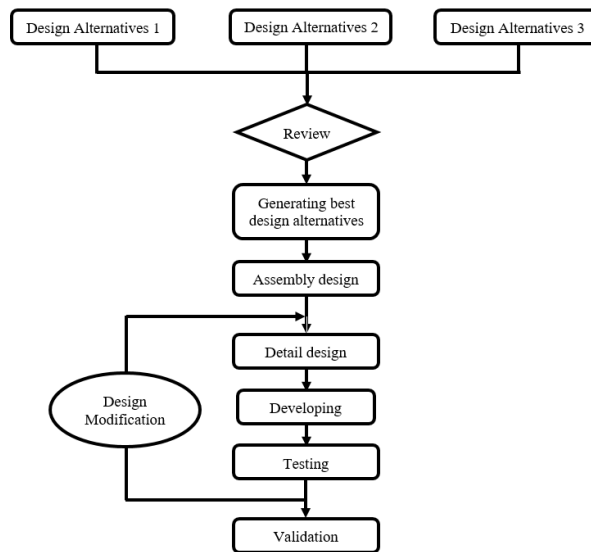 Design Alternatives 1
Design Alternatives 2
Design Alternatives 3
Review
Generating best
design alternatives
Assembly design
Detail design
Design
Modification
Developing
Testing
Validation